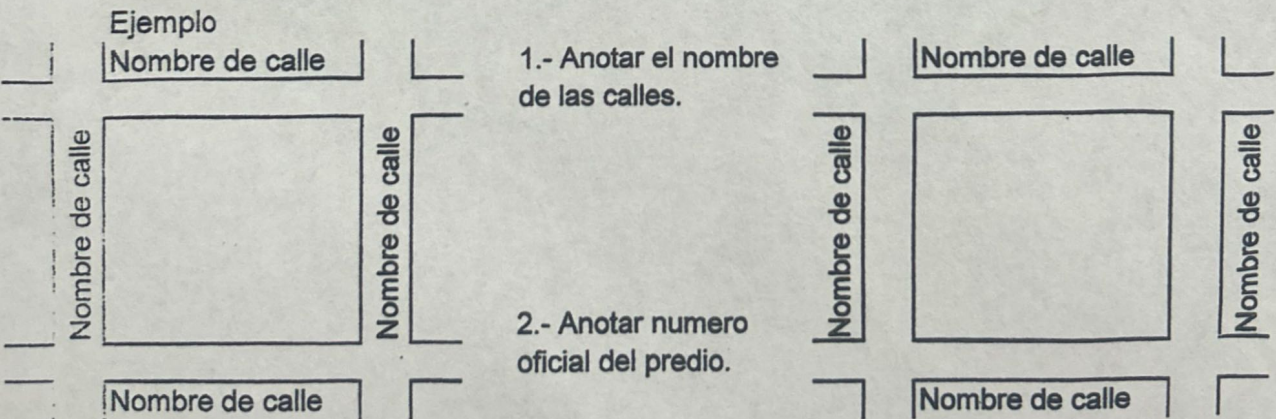 Ejemplo
Nombre de calle
1.- Anotar el nombre
de las calles.
Nombre de calle
Nombre de calle
Nombre de calle
Nombre de calle
Nombre de calle
2.- Anotar numero
oficial del predio.
Nombre de calle
Nombre de calle